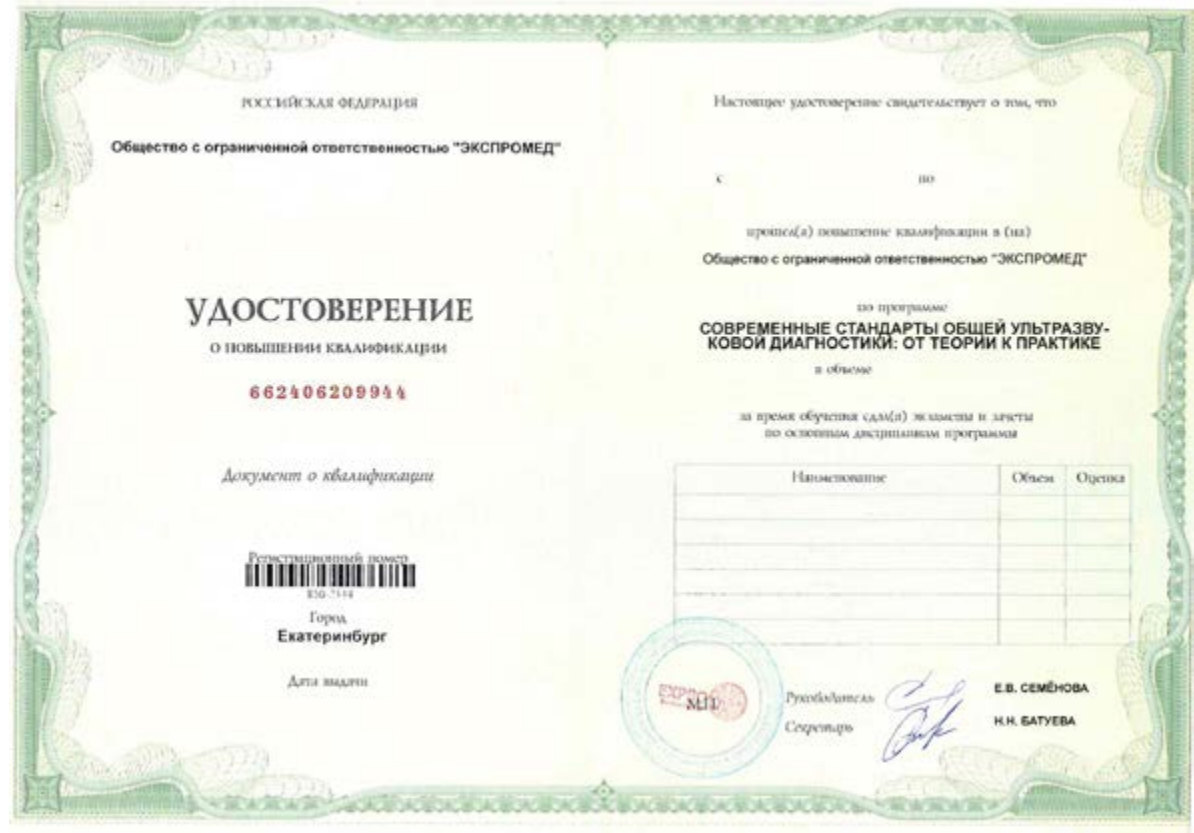 РОССИЙСКАЯ ФЕДЕРАЦИЯ
Общество с ограниченной ответственностью "ЭКСПРОМЕД"
УДОСТОВЕРЕНИЕ
О ПОВЫШЕНИИ КВАЛИФИКАЦИИ
662406209944
Документ о квалификации
Регистрационный номер
Город
Екатеринбург
Дата выдачи
Настоящее удостоверение свидетельствует о том, что
с по
прошел(а) повышение квалификации в (на)
Общество с ограниченной ответственностью "ЭКСПРОМЕД"
по программе
СОВРЕМЕННЫЕ СТАНДАРТЫ ОБЩЕЙ УЛЬТРАЗВУ-
КОВОЙ ДИАГНОСТИКИ: ОТ ТЕОРИИ К ПРАКТИКЕ
в объеме
за время обучения сдал(а) экзамены и зачеты
по основным дисциплинам программы
Наименование Объем Оценка
М.П.
Руководитель Е.В. СЕМЁНОВА
Секретарь Н.Н. БАТУЕВА